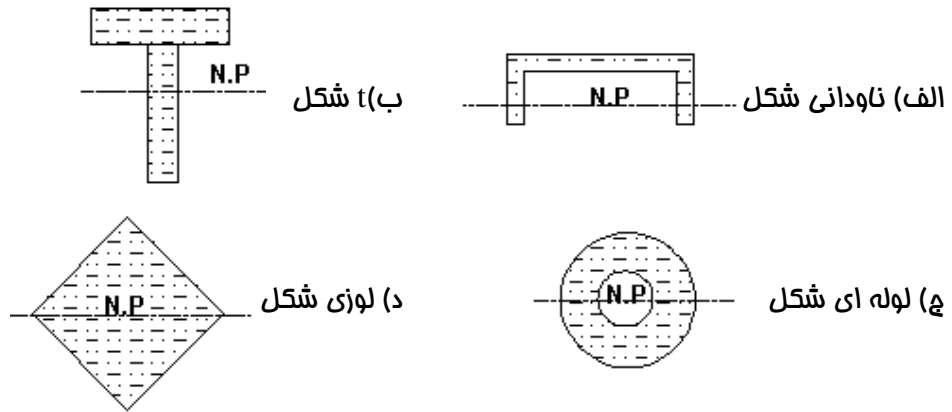 الف) ناودانی شکل
N.P
ب)t شکل
N.P
ج) لوله ای شکل
N.P
د) لوزی شکل
N.P